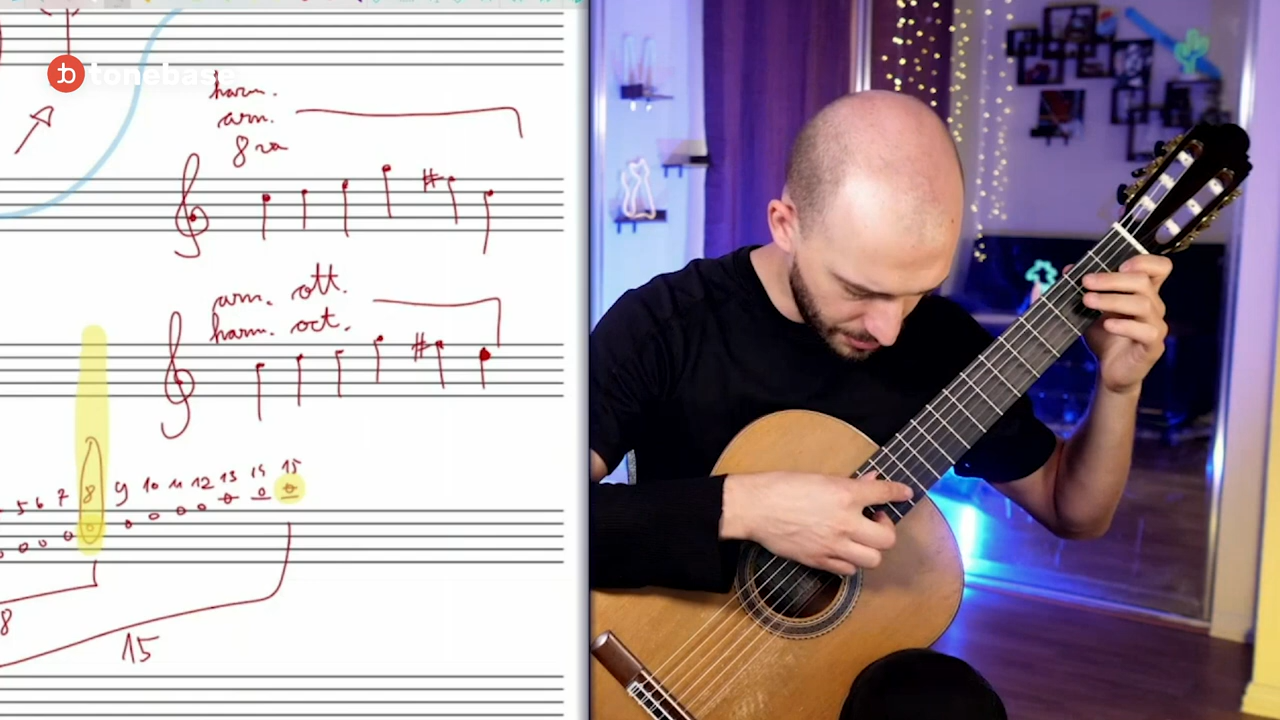 tonebase
harm.
arm.
8va
arm. ott.
harm. oct.
5 6 7 8 9 10 11 12 13 14 15
8
15